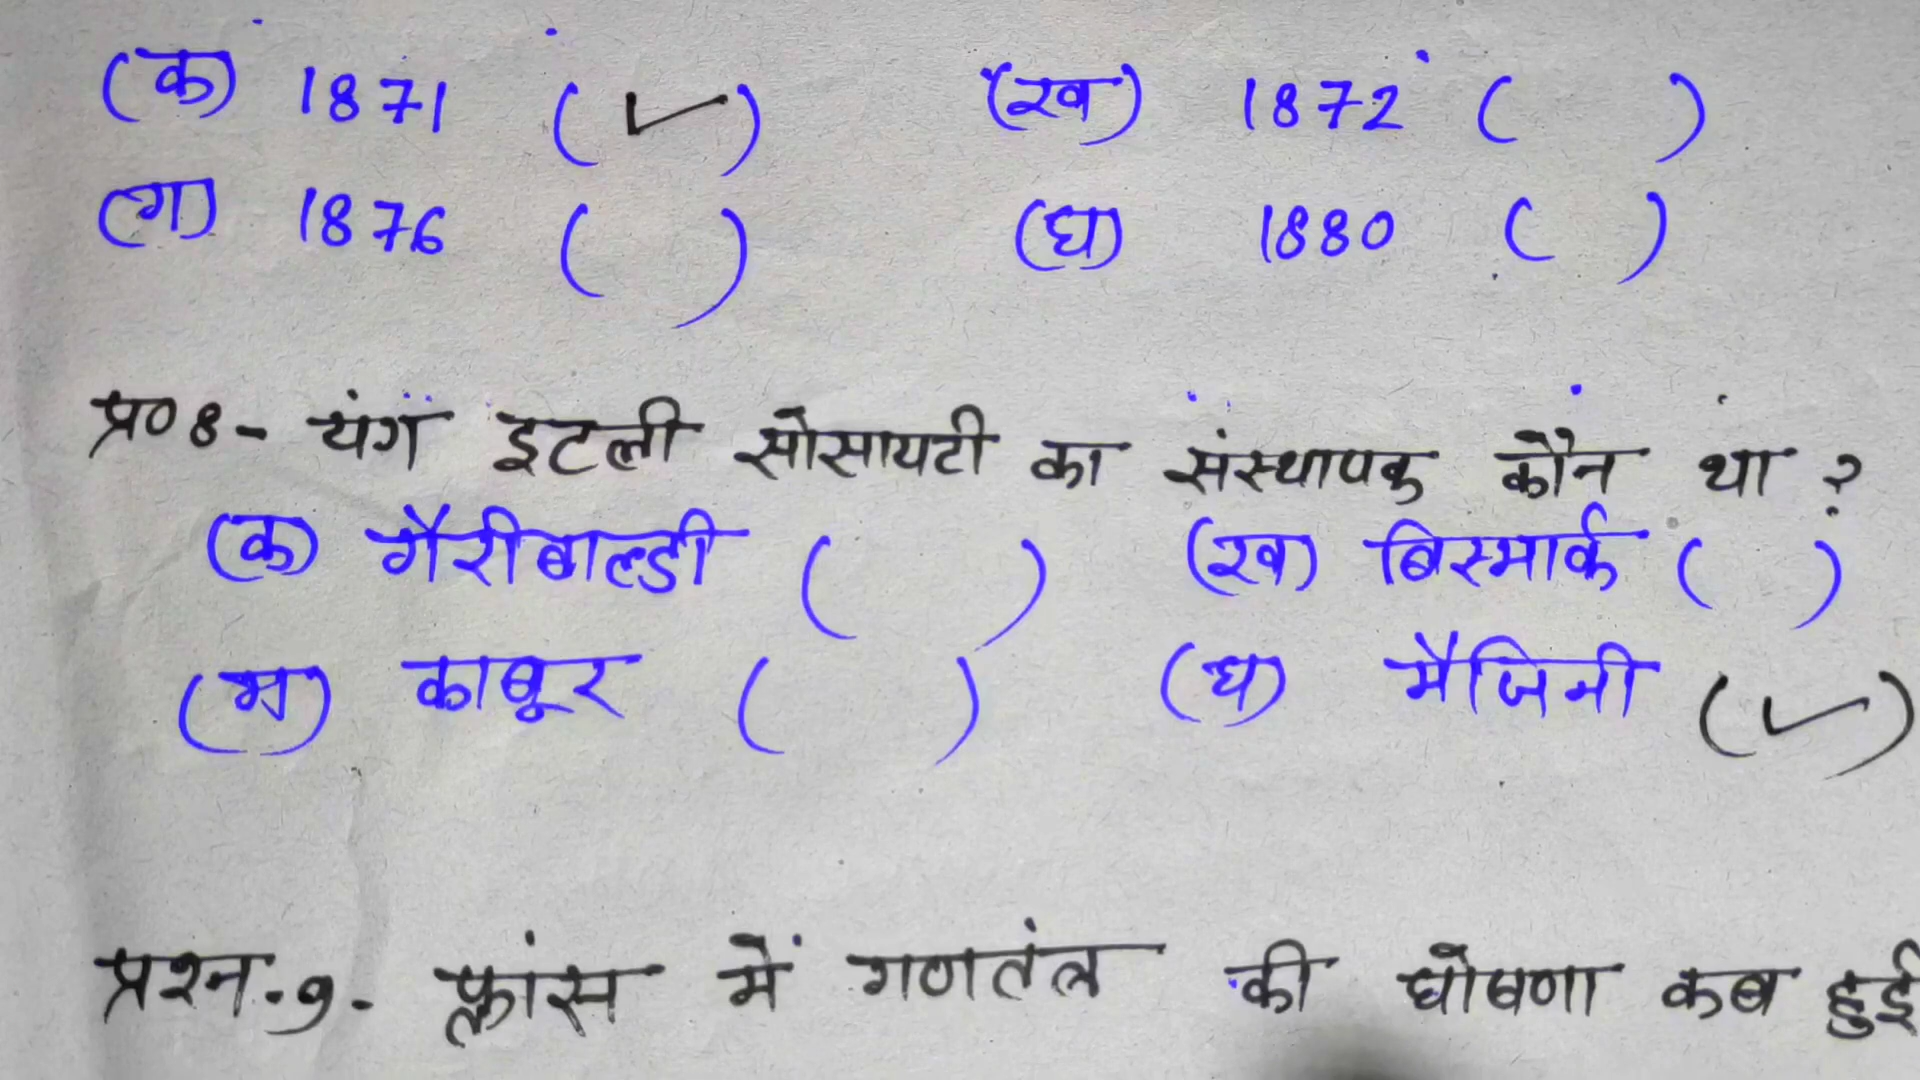 (क) 1871 (✓) (ख) 1872 ( )
(ग) 1876 ( ) (घ) 1880 ( )
प्र० 8- यंग इटली सोसायटी का संस्थापक कौन था ?
(क) गैरीबाल्डी ( ) (ख) बिस्मार्क ( )
(ग) काबूर ( ) (घ) मैजिनी (✓)
प्रश्न.9. फ्रांस में गणतंत्र की घोषणा कब हुई